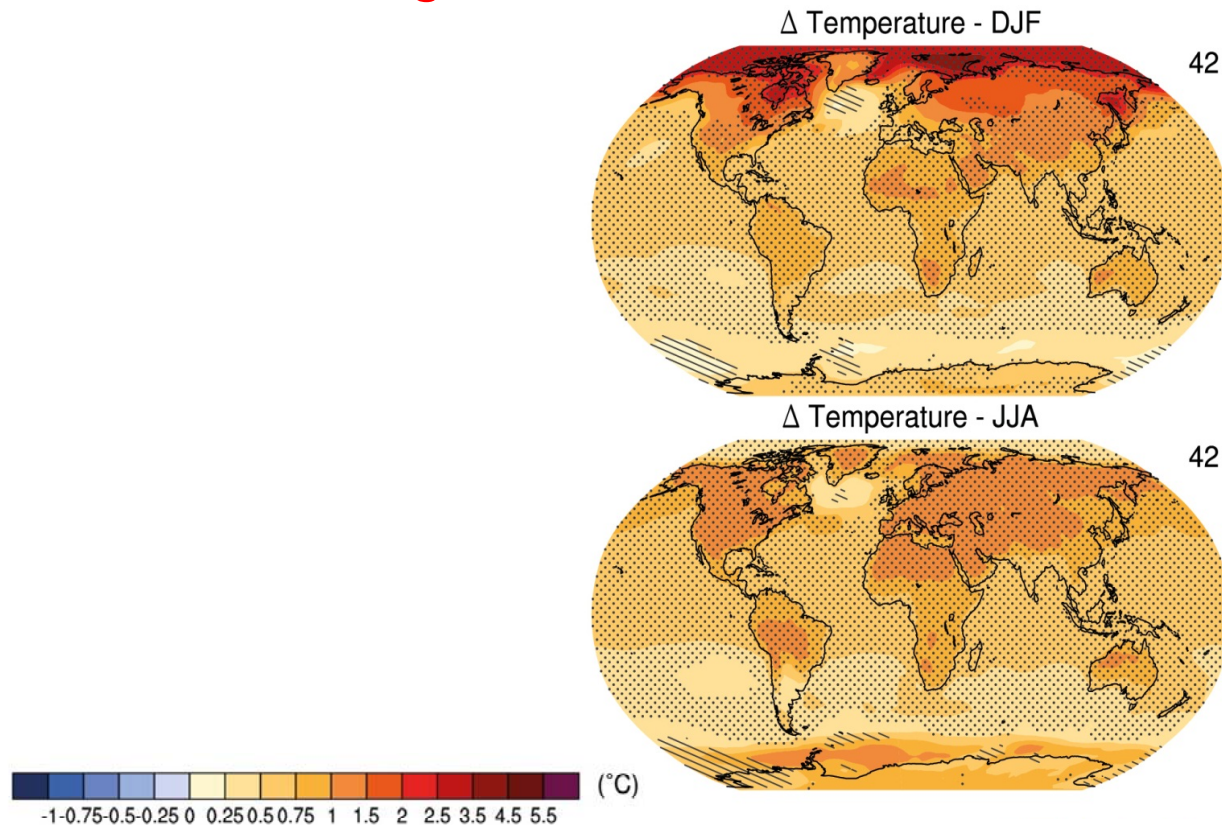 Δ Temperature - DJF
42
Δ Temperature - JJA
42
(°C)
-1-0.75-0.5-0.25 0 0.25 0.5 0.75 1 1.5 2 2.5 3.5 4.5 5.5